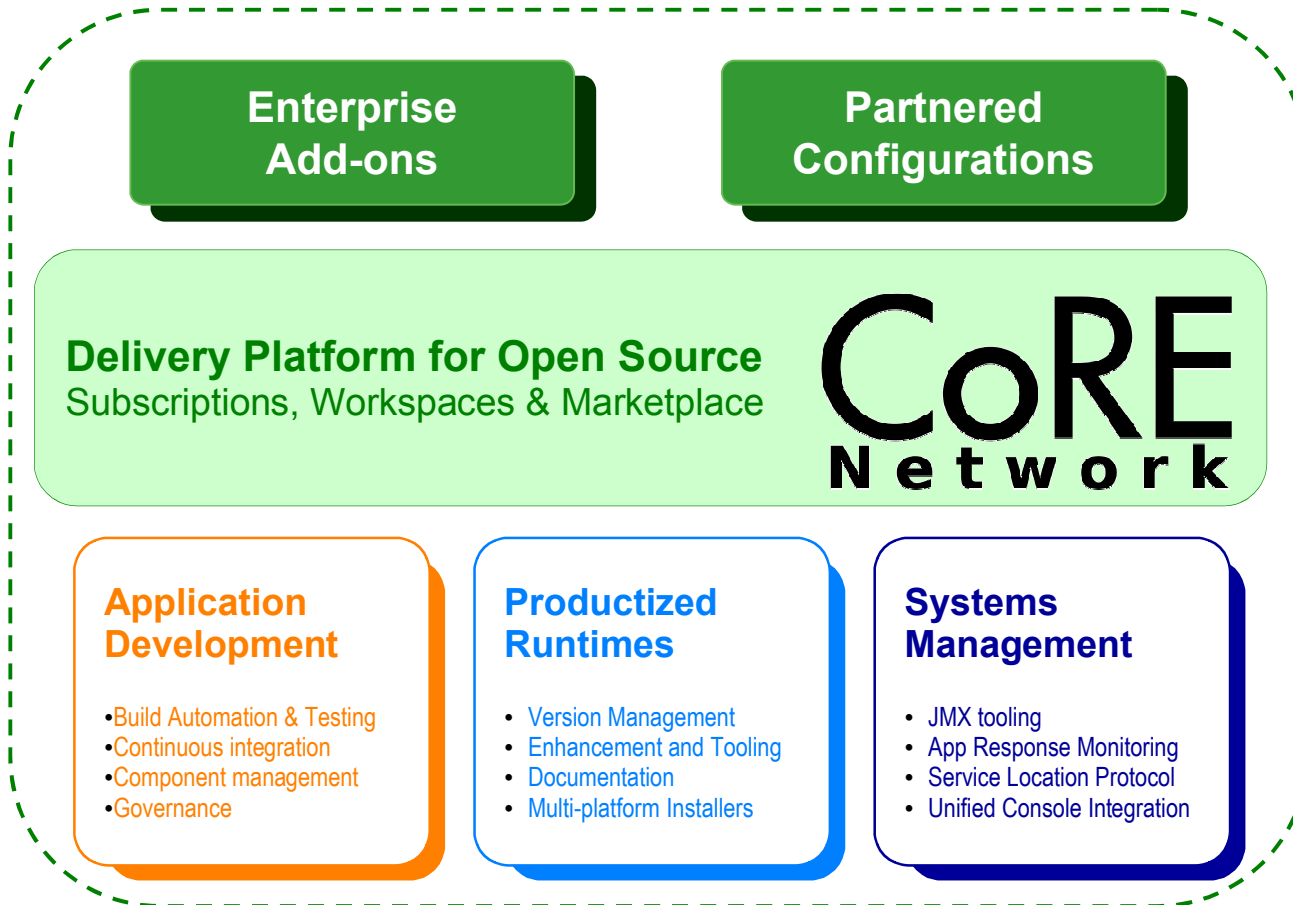 Enterprise
Add-ons
Partnered
Configurations
Delivery Platform for Open Source
Subscriptions, Workspaces & Marketplace
CoRE
Network
Application
Development
•Build Automation & Testing
•Continuous integration
•Component management
•Governance
Productized
Runtimes
• Version Management
• Enhancement and Tooling
• Documentation
• Multi-platform Installers
Systems
Management
• JMX tooling
• App Response Monitoring
• Service Location Protocol
• Unified Console Integration